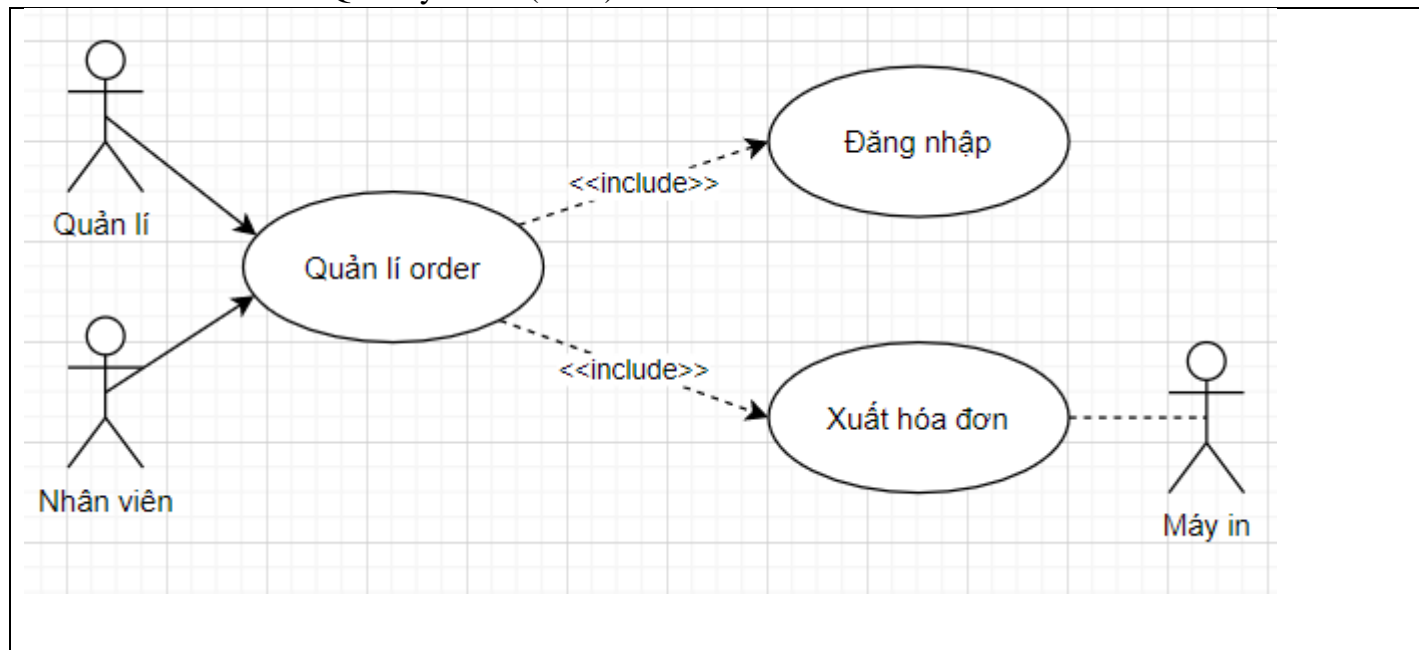 Đăng nhập
<<include>>
Quản lí
Quản lí order
<<include>>
Xuất hóa đơn
Nhân viên
Máy in